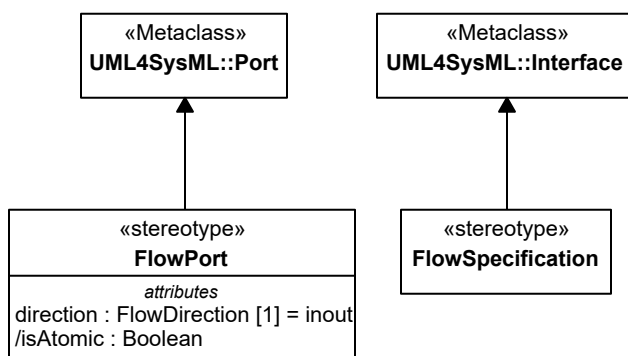 «Metaclass»
UML4SysML::Port
«Metaclass»
UML4SysML::Interface
«stereotype»
FlowPort
attributes
direction : FlowDirection [1] = inout
/isAtomic : Boolean
«stereotype»
FlowSpecification